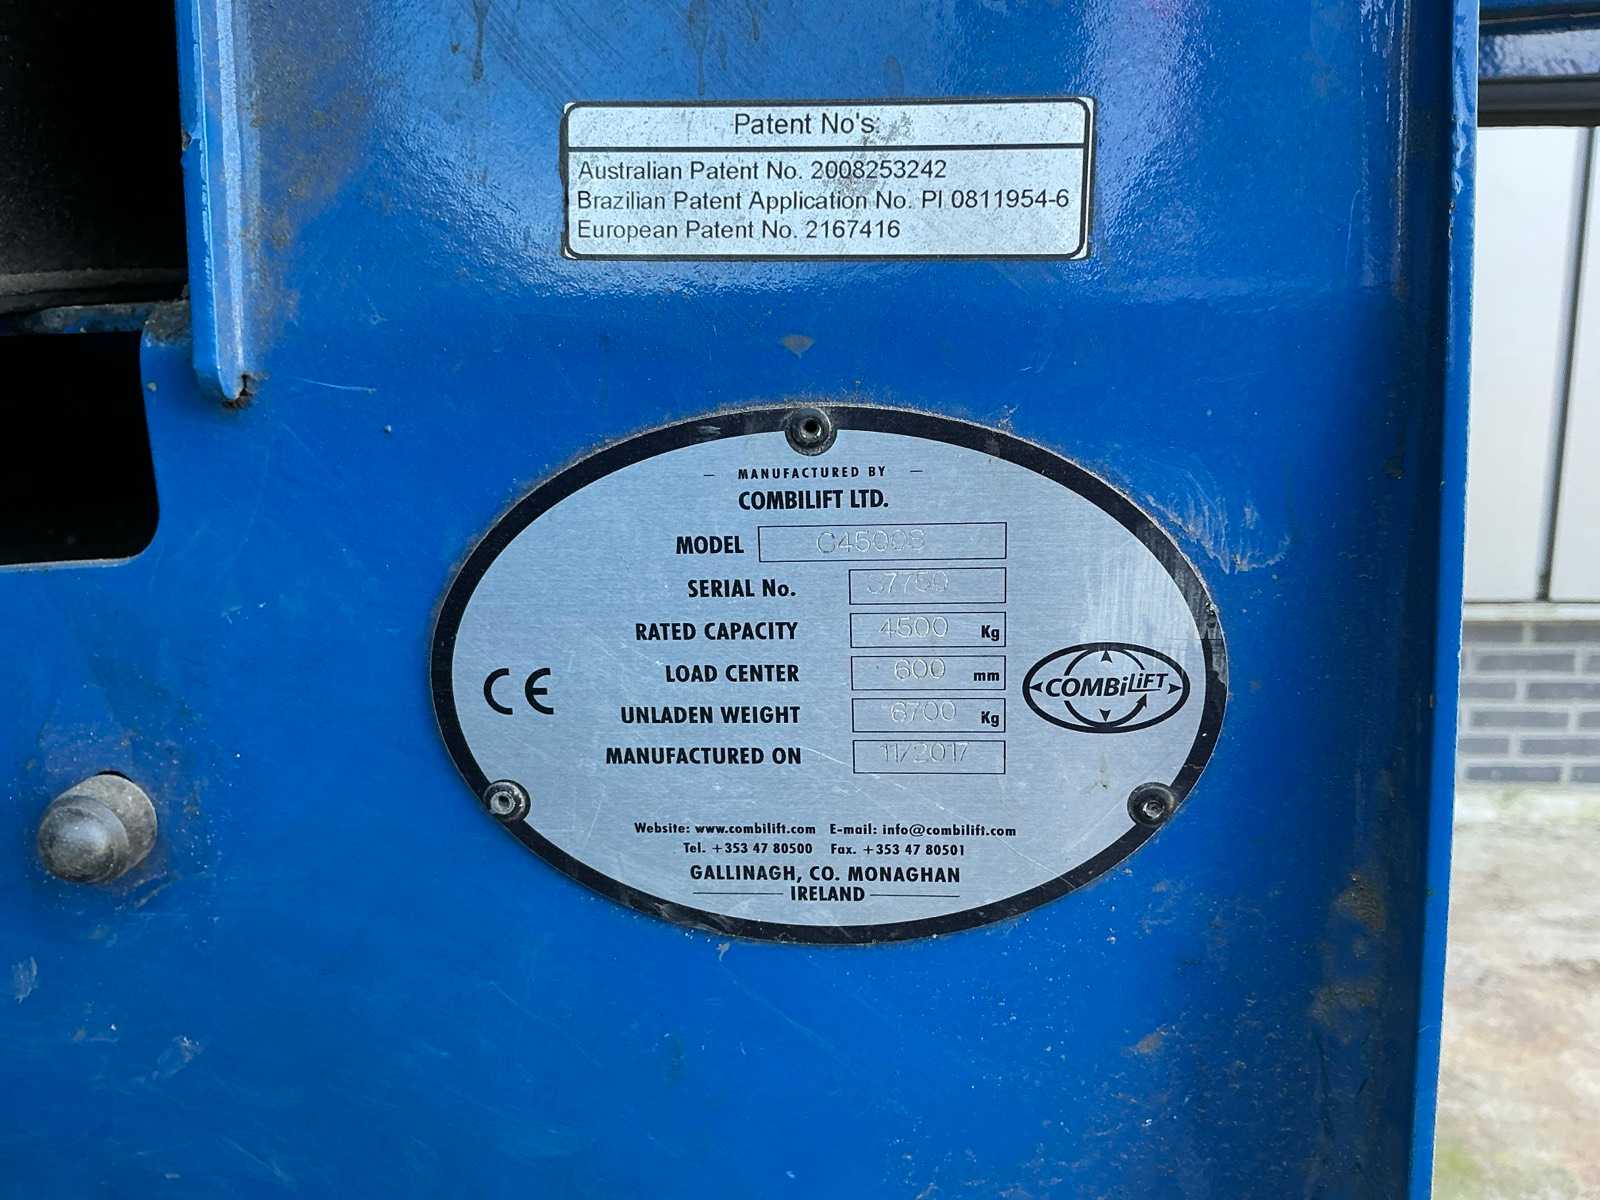 Patent No's:
Australian Patent No. 2008253242
Brazilian Patent Application No. PI 0811954-6
European Patent No. 2167416
MANUFACTURED BY
COMBILIFT LTD.
MODEL
SERIAL No.
RATED CAPACITY 4500 Kg
LOAD CENTER 600 mm
UNLADEN WEIGHT 6700 Kg
MANUFACTURED ON 11/2017
CE
COMBiLiFT
Website: www.combilift.com E-mail: info@combilift.com
Tel. +353 47 80500 Fax. +353 47 80501
GALLINAGH, CO. MONAGHAN
IRELAND